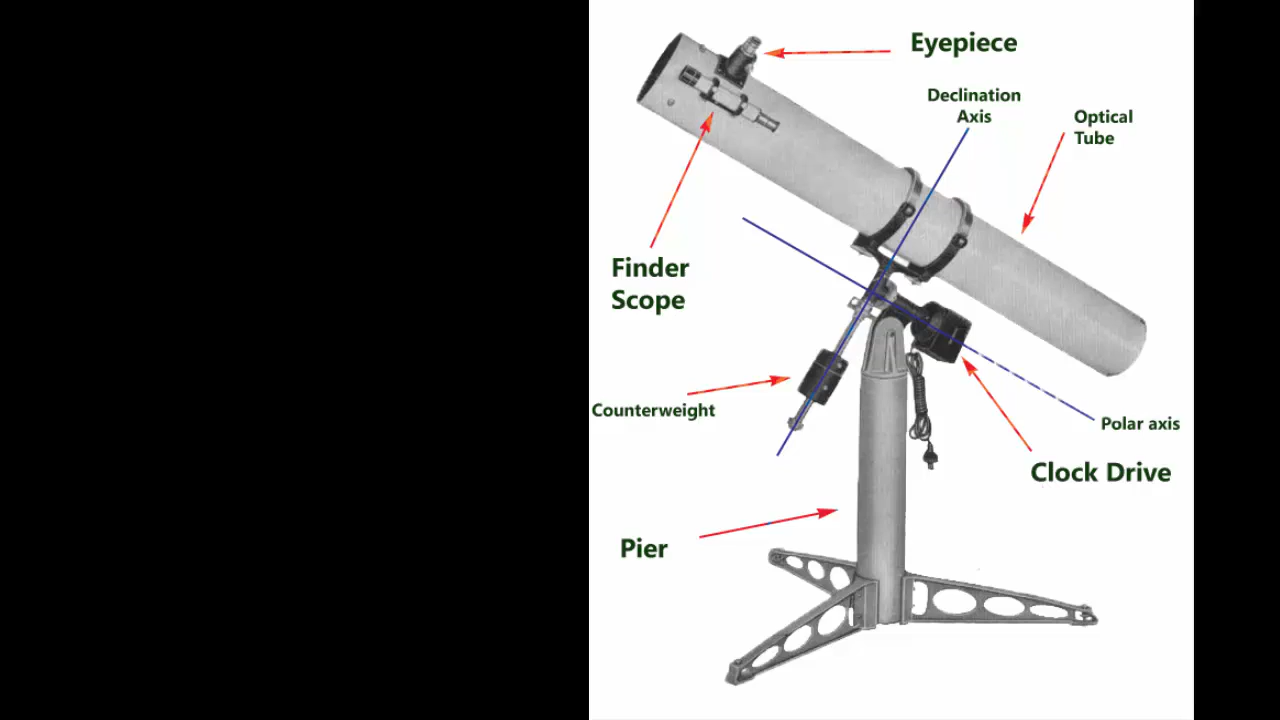 Eyepiece
Declination
Axis
Optical
Tube
Finder
Scope
Counterweight
Polar axis
Clock Drive
Pier